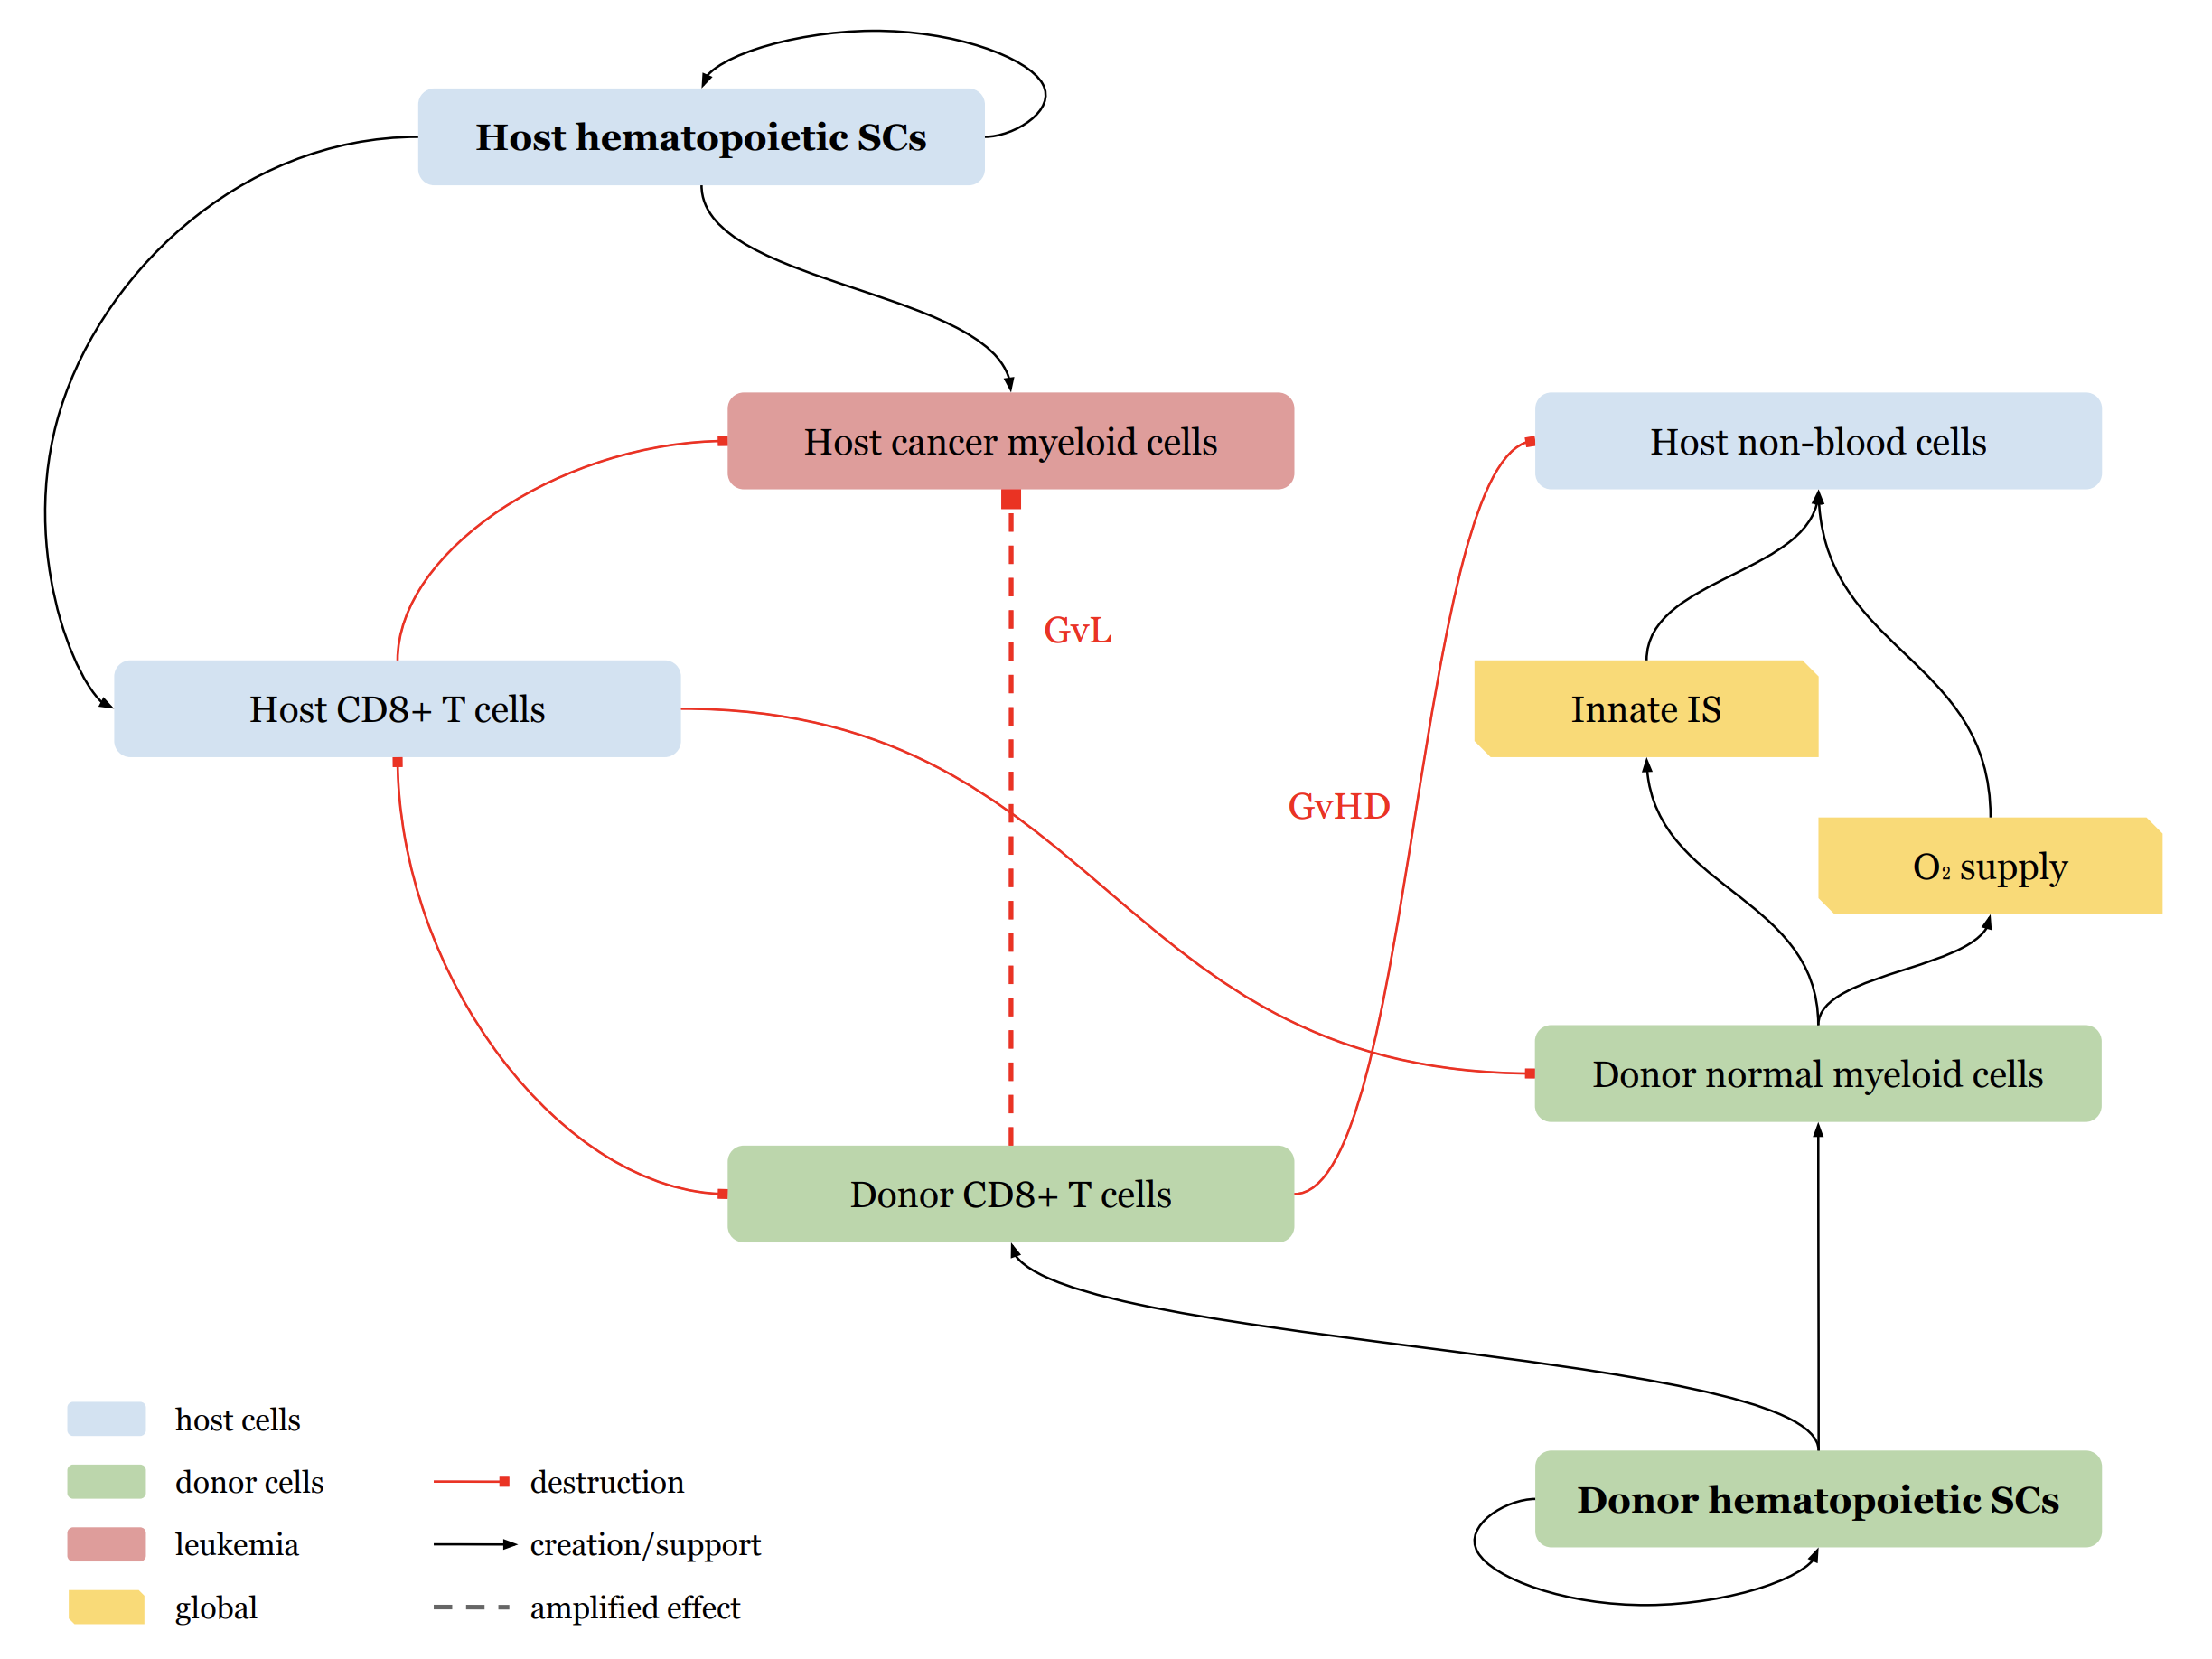 Host hematopoietic SCs
Host cancer myeloid cells
Host non-blood cells
GvL
Host CD8+ T cells
Innate IS
GvHD
O₂ supply
Donor normal myeloid cells
Donor CD8+ T cells
Donor hematopoietic SCs
host cells
donor cells
leukemia
global
destruction
creation/support
amplified effect